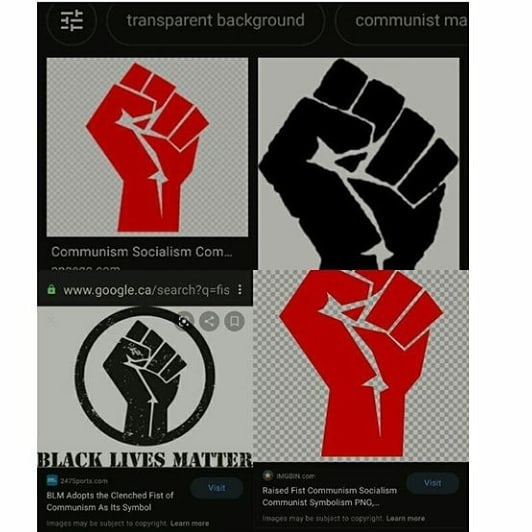 transparent background
communist ma
Communism Socialism Com...
www.google.ca/search?q=fis
BLACK LIVES MATTER
247Sports.com
BLM Adopts the Clenched Fist of
Communism As Its Symbol
Visit
Images may be subject to copyright. Learn more
IMGBIN.com
Raised Fist Communism Socialism
Communist Symbolism PNG,...
Visit
Images may be subject to copyright. Learn more